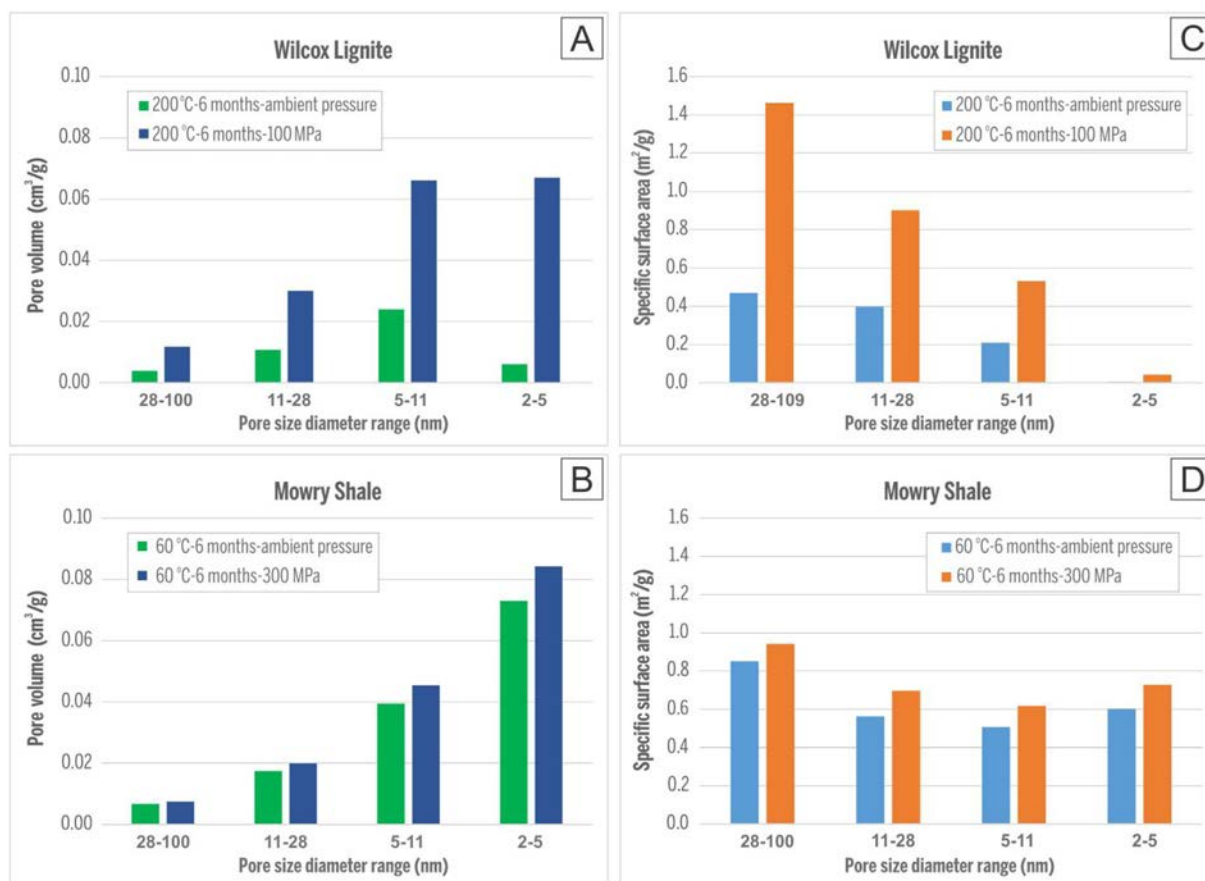 A
Wilcox Lignite
0.10
0.08
0.06
0.04
0.02
0.00
Pore volume (cm³/g)
200 °C-6 months-ambient pressure
200 °C-6 months-100 MPa
28-100 11-28 5-11 2-5
Pore size diameter range (nm)
C
Wilcox Lignite
1.6
1.4
1.2
1.0
0.8
0.6
0.4
0.2
0.0
Specific surface area (m²/g)
200 °C-6 months-ambient pressure
200 °C-6 months-100 MPa
28-109 11-28 5-11 2-5
Pore size diameter range (nm)
B
Mowry Shale
0.10
0.08
0.06
0.04
0.02
0.00
Pore volume (cm³/g)
60 °C-6 months-ambient pressure
60 °C-6 months-300 MPa
28-100 11-28 5-11 2-5
Pore size diameter range (nm)
D
Mowry Shale
1.6
1.4
1.2
1.0
0.8
0.6
0.4
0.2
0.0
Specific surface area (m²/g)
60 °C-6 months-ambient pressure
60 °C-6 months-300 MPa
28-100 11-28 5-11 2-5
Pore size diameter range (nm)